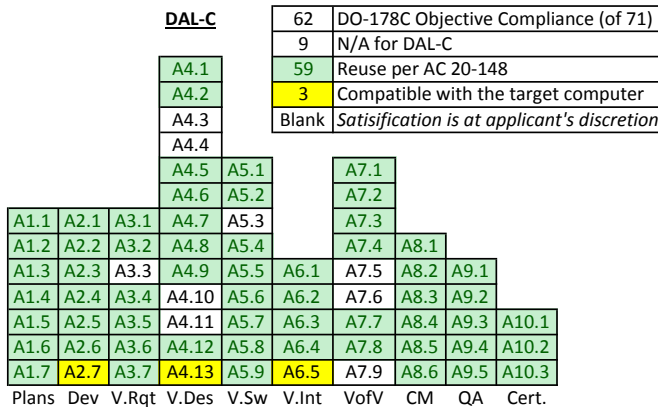 DAL-C
62 DO-178C Objective Compliance (of 71)
9 N/A for DAL-C
A4.1 59 Reuse per AC 20-148
A4.2 3 Compatible with the target computer
A4.3 Blank Satisification is at applicant's discretion
A4.4
A4.5 A5.1 A7.1
A4.6 A5.2 A7.2
A1.1 A2.1 A3.1 A4.7 A5.3 A7.3
A1.2 A2.2 A3.2 A4.8 A5.4 A7.4 A8.1
A1.3 A2.3 A3.3 A4.9 A5.5 A6.1 A7.5 A8.2 A9.1
A1.4 A2.4 A3.4 A4.10 A5.6 A6.2 A7.6 A8.3 A9.2
A1.5 A2.5 A3.5 A4.11 A5.7 A6.3 A7.7 A8.4 A9.3 A10.1
A1.6 A2.6 A3.6 A4.12 A5.8 A6.4 A7.8 A8.5 A9.4 A10.2
A1.7 A2.7 A3.7 A4.13 A5.9 A6.5 A7.9 A8.6 A9.5 A10.3
Plans Dev V.Rqt V.Des V.Sw V.Int VofV CM QA Cert.